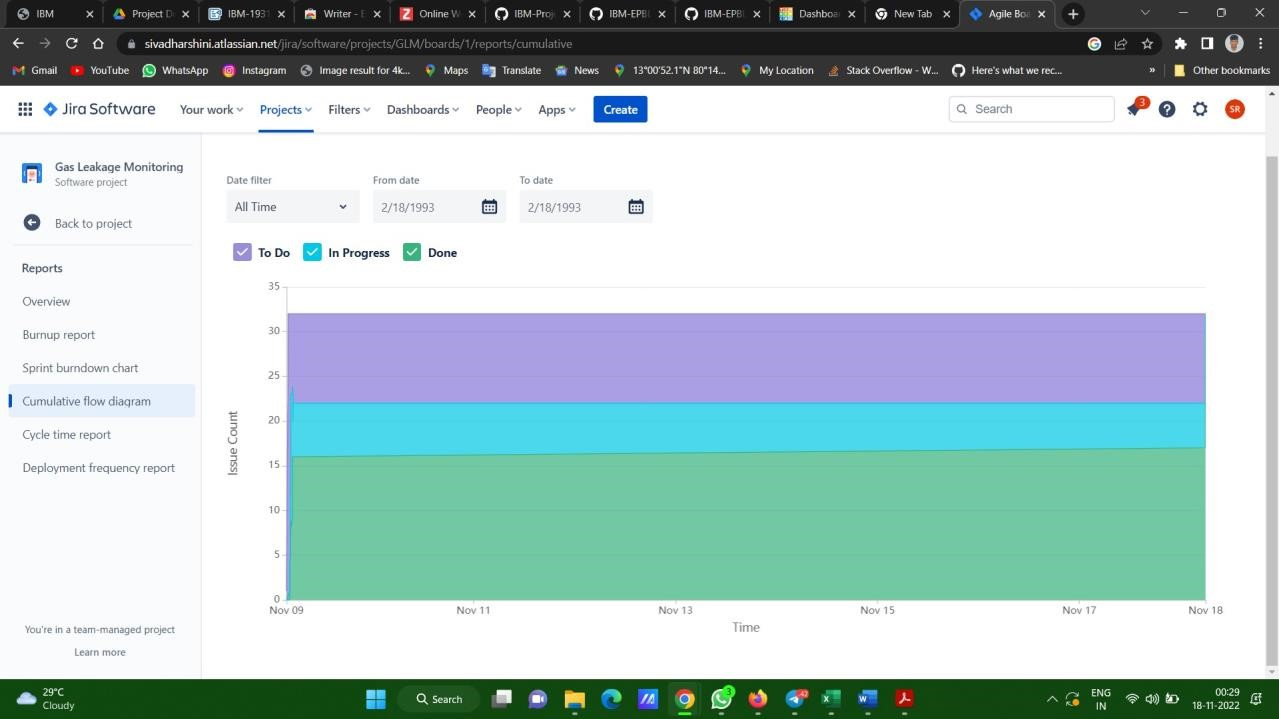 IBM
Project De
IBM-1931
Writer - E
Online W
IBM-Proj
IBM-EPBL
IBM-EPBL
Dashboar
New Tab
Agile Boa
sivadharshini.atlassian.net/jira/software/projects/GLM/boards/1/reports/cumulative
Gmail YouTube WhatsApp Instagram Image result for 4k... Maps Translate News 13°00'52.1"N 80°14... My Location Stack Overflow - W... Here's what we rec... » Other bookmarks
Jira Software Your work Projects Filters Dashboards People Apps Create Search 3 SR
Gas Leakage Monitoring
Software project
Back to project
Reports
Overview
Burnup report
Sprint burndown chart
Cumulative flow diagram
Cycle time report
Deployment frequency report
You're in a team-managed project
Learn more
Date filter From date To date
All Time 2/18/1993 2/18/1993
To Do In Progress Done
35
30
25
20
15
10
5
0
Issue Count
Nov 09 Nov 11 Nov 13 Nov 15 Nov 17 Nov 18
Time
29°C
Cloudy
Search
3
42
ENG
IN
00:29
18-11-2022